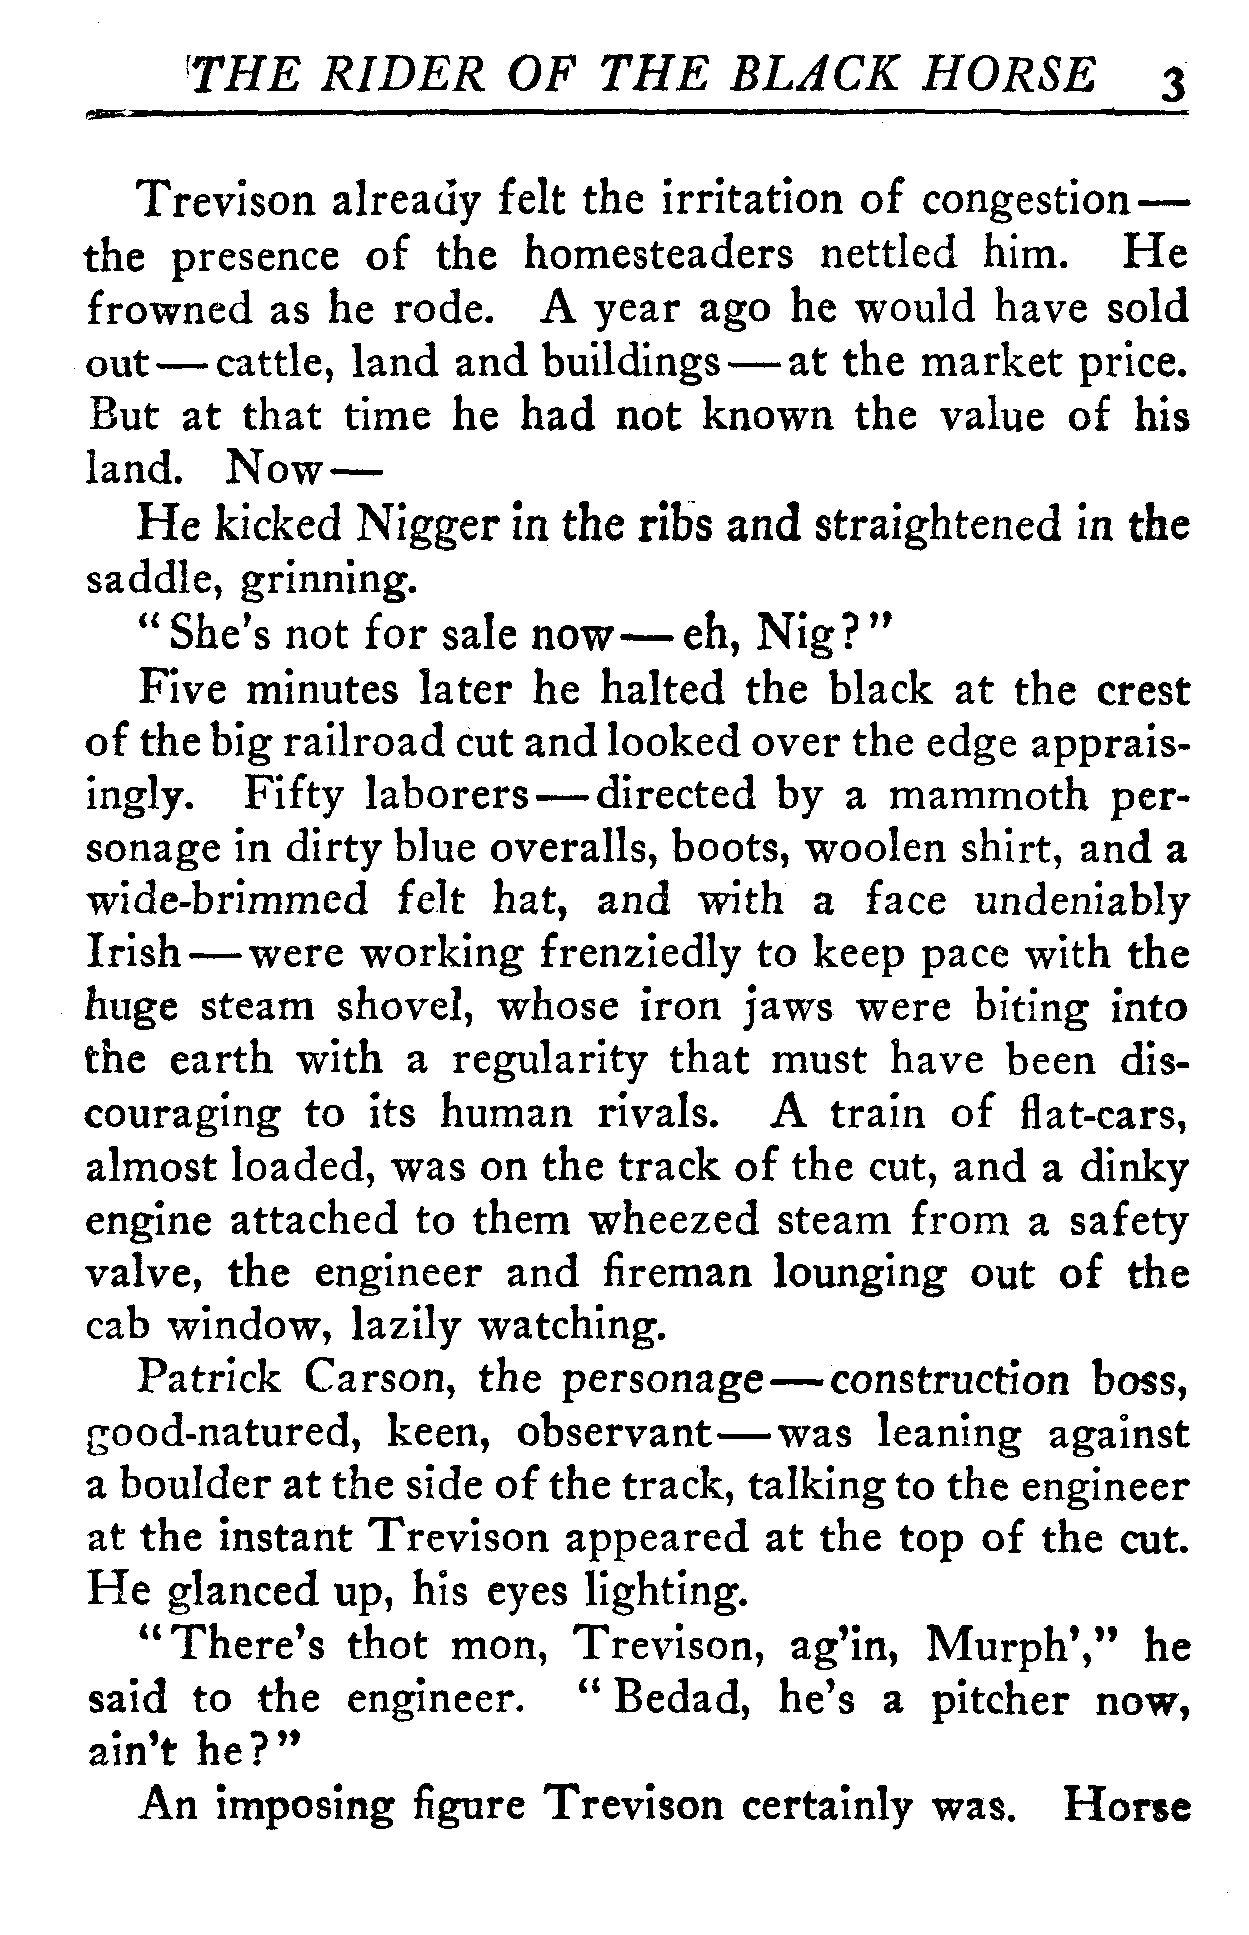 THE RIDER OF THE BLACK HORSE 3
Trevison already felt the irritation of congestion—
the presence of the homesteaders nettled him. He
frowned as he rode. A year ago he would have sold
out—cattle, land and buildings—at the market price.
But at that time he had not known the value of his
land. Now—
He kicked Nigger in the ribs and straightened in the
saddle, grinning.
"She's not for sale now—eh, Nig?"
Five minutes later he halted the black at the crest
of the big railroad cut and looked over the edge apprais-
ingly. Fifty laborers—directed by a mammoth per-
sonage in dirty blue overalls, boots, woolen shirt, and a
wide-brimmed felt hat, and with a face undeniably
Irish—were working frenziedly to keep pace with the
huge steam shovel, whose iron jaws were biting into
the earth with a regularity that must have been dis-
couraging to its human rivals. A train of flat-cars,
almost loaded, was on the track of the cut, and a dinky
engine attached to them wheezed steam from a safety
valve, the engineer and fireman lounging out of the
cab window, lazily watching.
Patrick Carson, the personage—construction boss,
good-natured, keen, observant—was leaning against
a boulder at the side of the track, talking to the engineer
at the instant Trevison appeared at the top of the cut.
He glanced up, his eyes lighting.
"There's thot mon, Trevison, ag'in, Murph'," he
said to the engineer. "Bedad, he's a pitcher now,
ain't he?"
An imposing figure Trevison certainly was. Horse